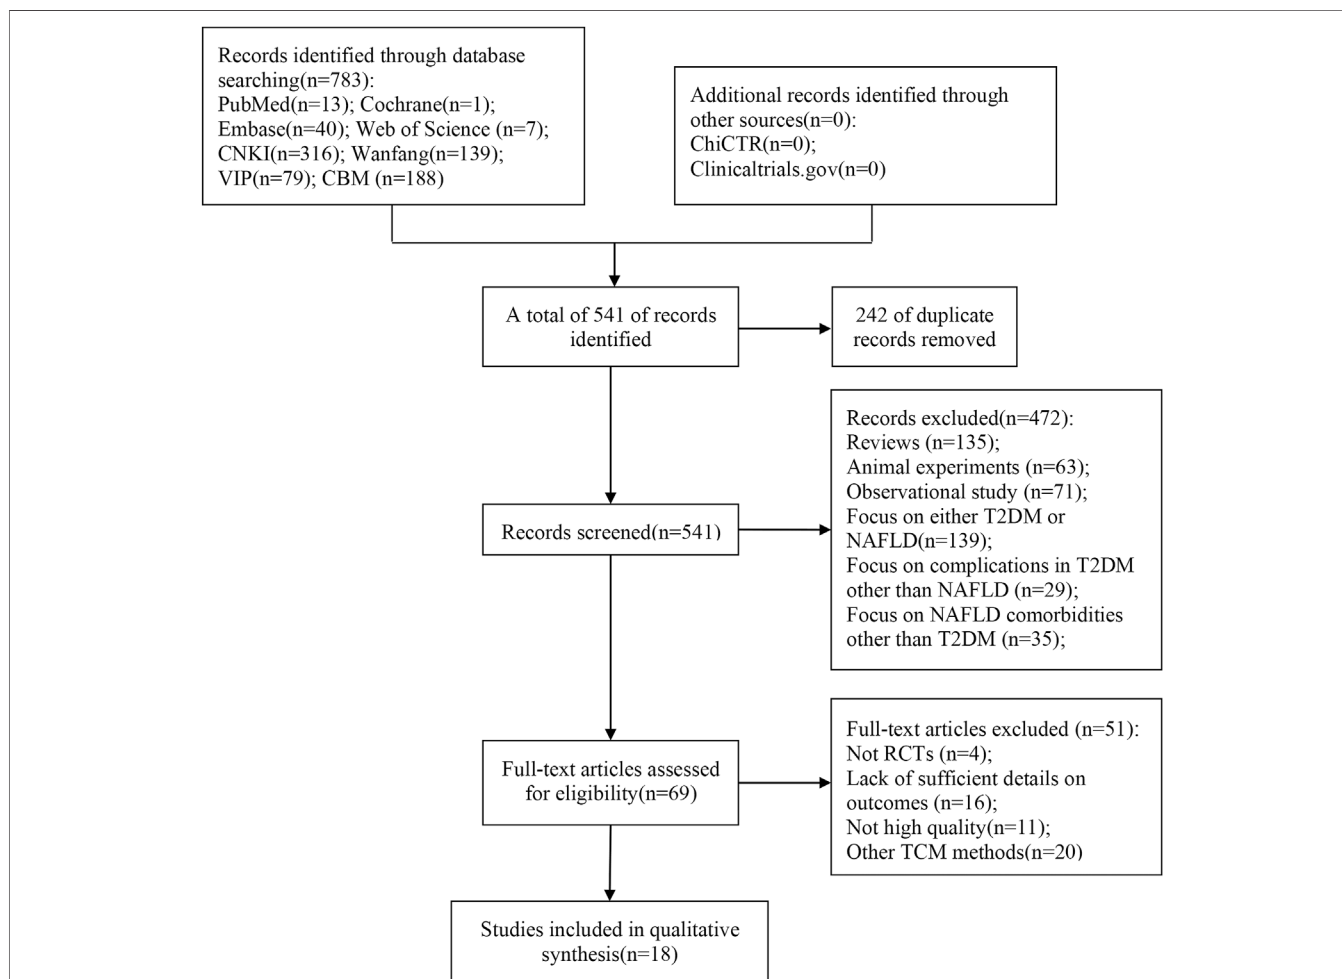 Records identified through database
searching(n=783):
PubMed(n=13); Cochrane(n=1);
Embase(n=40); Web of Science (n=7);
CNKI(n=316); Wanfang(n=139);
VIP(n=79); CBM (n=188)
Additional records identified through
other sources(n=0):
ChiCTR(n=0);
Clinicaltrials.gov(n=0)
A total of 541 of records
identified
242 of duplicate
records removed
Records excluded(n=472):
Reviews (n=135);
Animal experiments (n=63);
Observational study (n=71);
Focus on either T2DM or
NAFLD(n=139);
Focus on complications in T2DM
other than NAFLD (n=29);
Focus on NAFLD comorbidities
other than T2DM (n=35);
Records screened(n=541)
Full-text articles assessed
for eligibility(n=69)
Full-text articles excluded (n=51):
Not RCTs (n=4);
Lack of sufficient details on
outcomes (n=16);
Not high quality(n=11);
Other TCM methods(n=20)
Studies included in qualitative
synthesis(n=18)